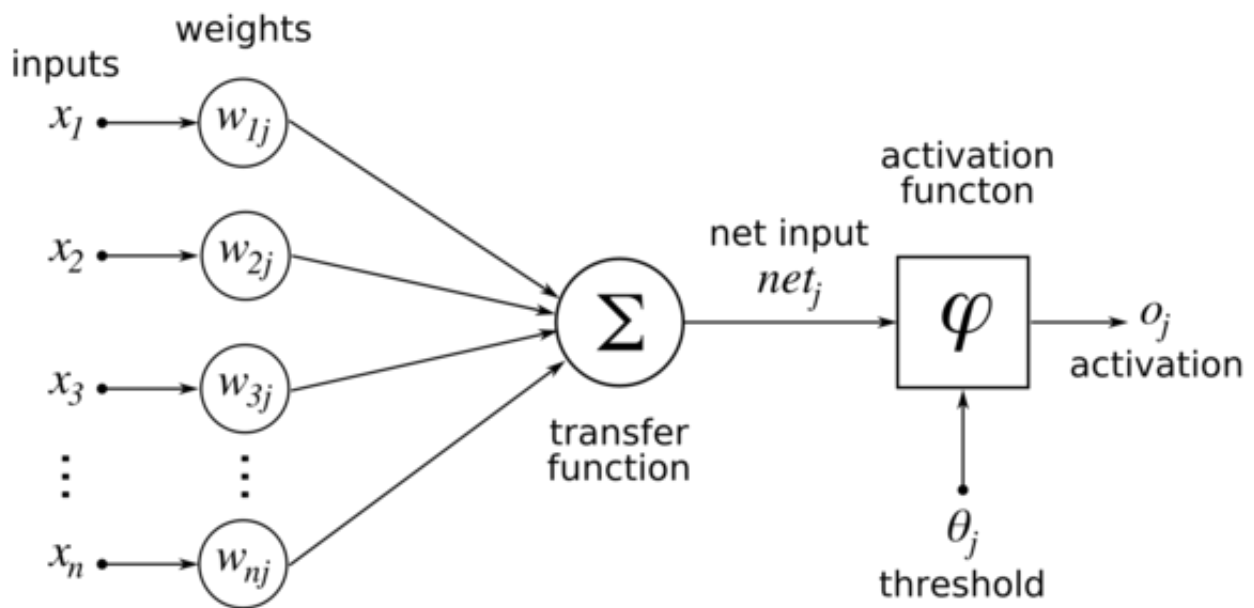 weights
inputs
x₁
w₁ⱼ
x₂
w₂ⱼ
x₃
w₃ⱼ
⋮ ⋮
xₙ
wₙⱼ
Σ
transfer
function
net input
netⱼ
activation
functon
φ
oⱼ
activation
θⱼ
threshold